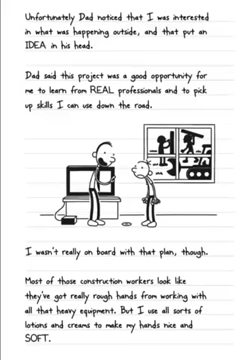 Unfortunately Dad noticed that I was interested
in what was happening outside, and that put an
IDEA in his head.
Dad said this project was a good opportunity for
me to learn from REAL professionals and to pick
up skills I can use down the road.
I wasn't really on board with that plan, though.
Most of those construction workers look like
they've got really rough hands from working with
all that heavy equipment. But I use all sorts of
lotions and creams to make my hands nice and
SOFT.